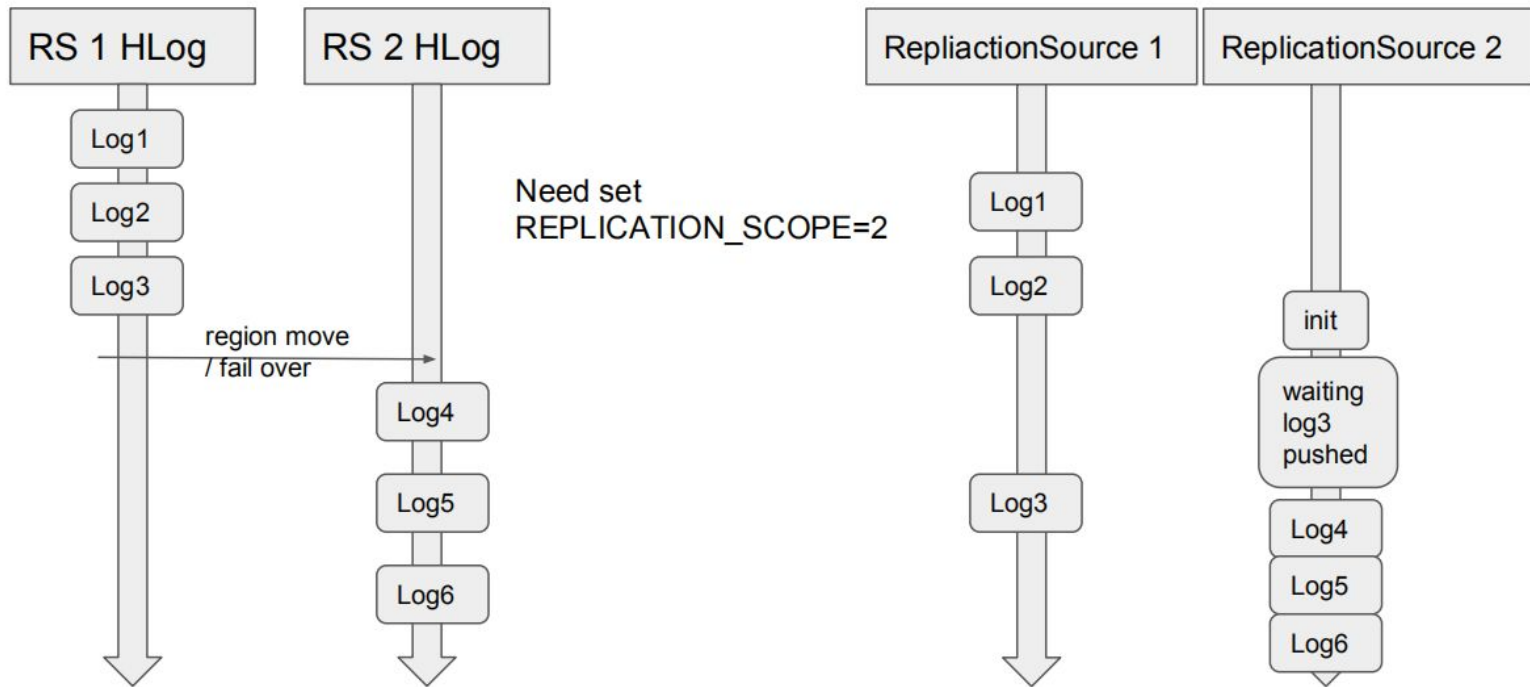 RS 1 HLog
RS 2 HLog
RepliactionSource 1
ReplicationSource 2
Log1
Log2
Log3
region move
/ fail over
Log4
Log5
Log6
Need set
REPLICATION_SCOPE=2
Log1
Log2
Log3
init
waiting
log3
pushed
Log4
Log5
Log6